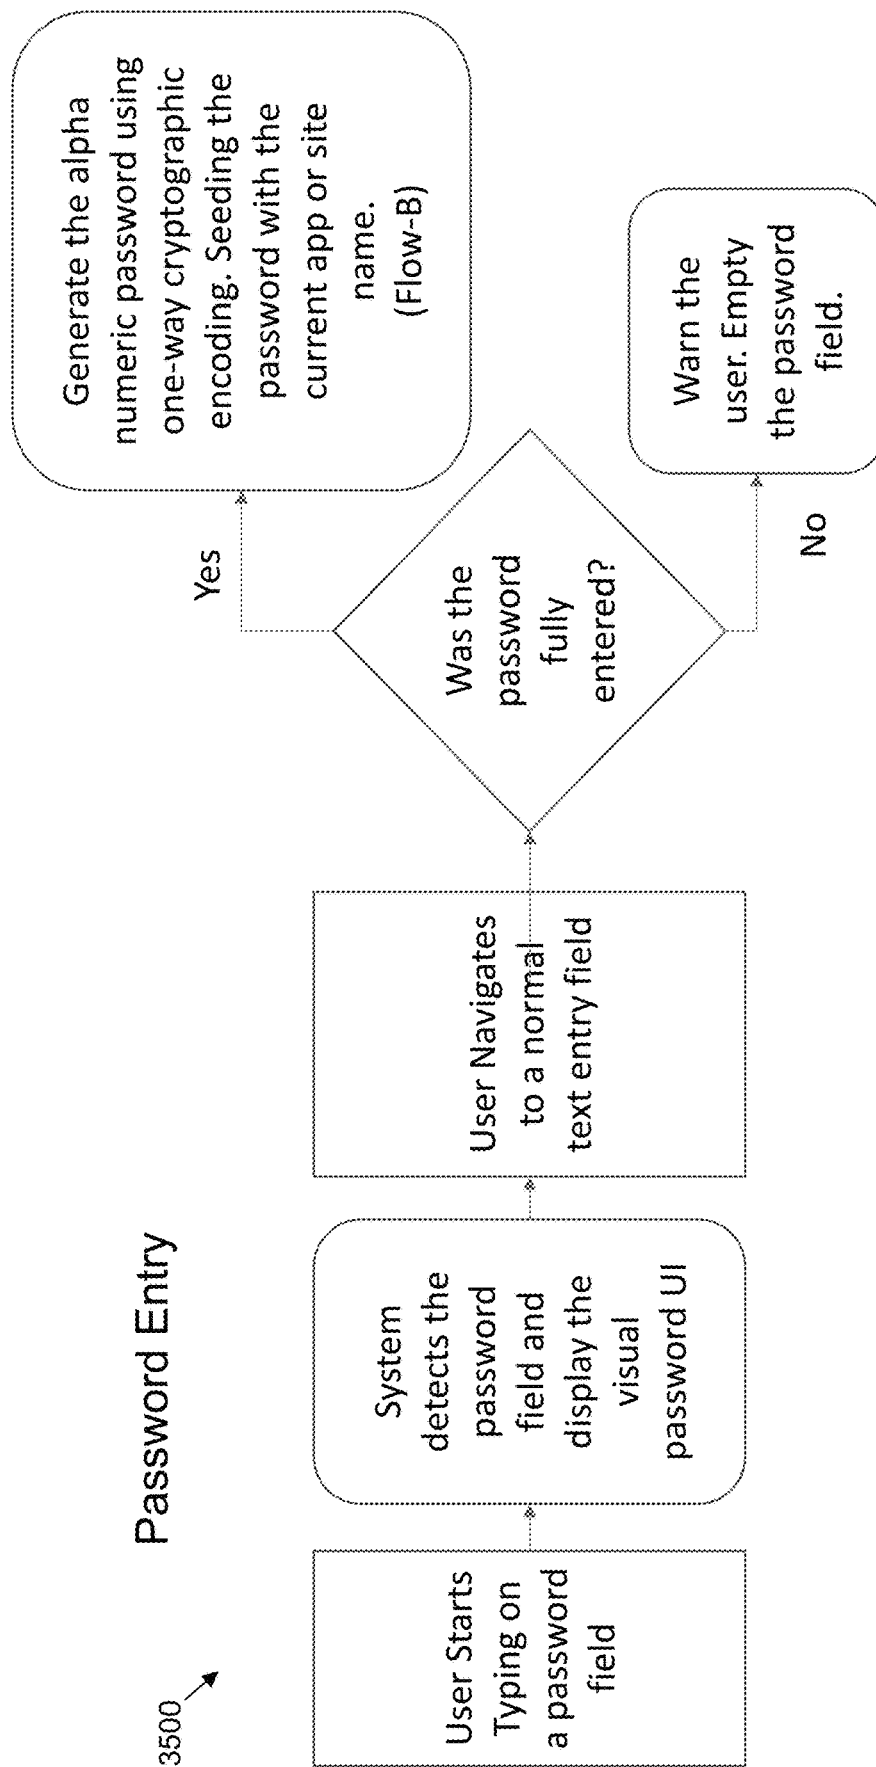 3500
Password Entry
User Starts
Typing on
a password
field
System
detects the
password
field and
display the
visual
password UI
User Navigates
to a normal
text entry field
Was the
password
fully
entered?
Yes
Generate the alpha
numeric password using
one-way cryptographic
encoding. Seeding the
password with the
current app or site
name.
(Flow-B)
No
Warn the
user. Empty
the password
field.